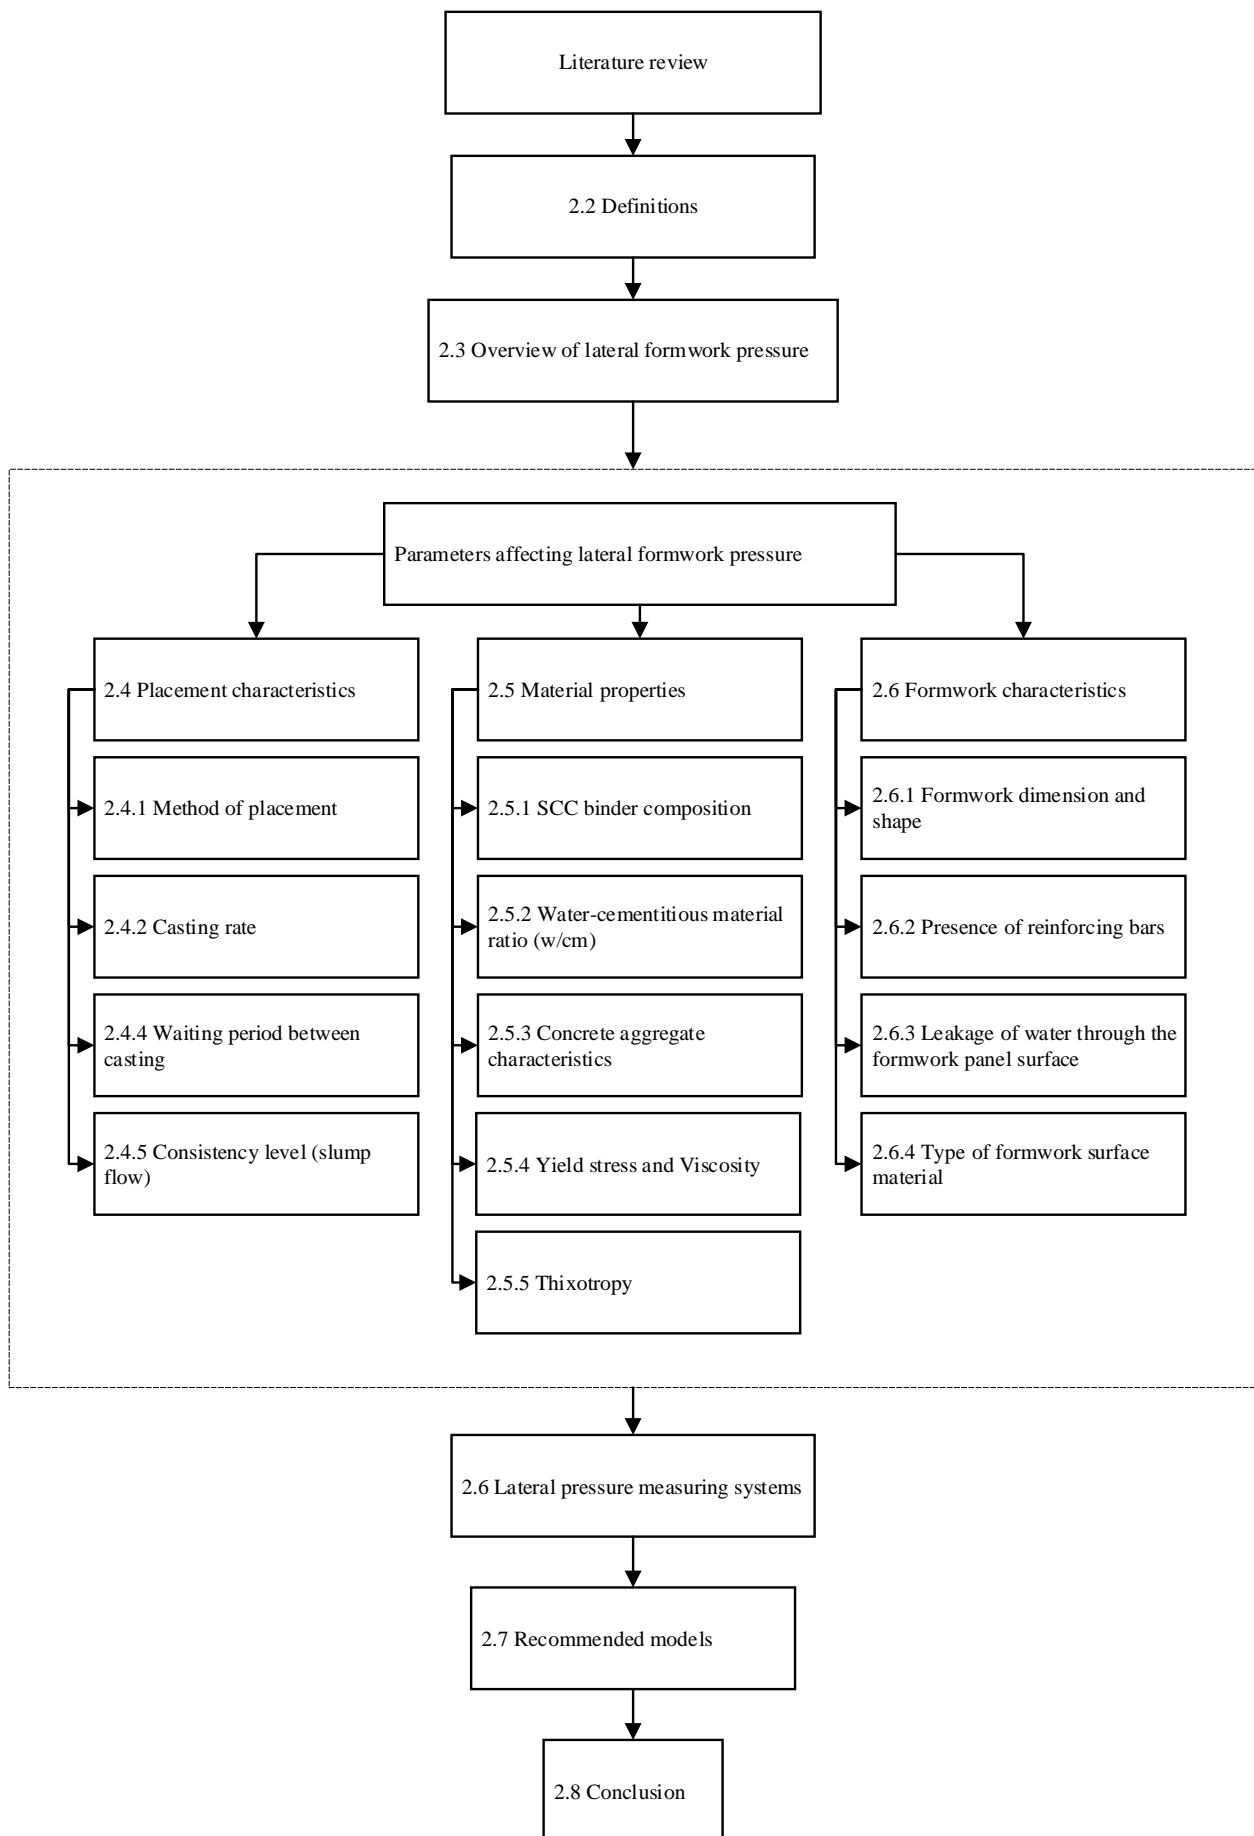 Literature review
2.2 Definitions
2.3 Overview of lateral formwork pressure
Parameters affecting lateral formwork pressure
2.4 Placement characteristics
2.4.1 Method of placement
2.4.2 Casting rate
2.4.4 Waiting period between
casting
2.4.5 Consistency level (slump
flow)
2.5 Material properties
2.5.1 SCC binder composition
2.5.2 Water-cementitious material
ratio (w/cm)
2.5.3 Concrete aggregate
characteristics
2.5.4 Yield stress and Viscosity
2.5.5 Thixotropy
2.6 Formwork characteristics
2.6.1 Formwork dimension and
shape
2.6.2 Presence of reinforcing bars
2.6.3 Leakage of water through the
formwork panel surface
2.6.4 Type of formwork surface
material
2.6 Lateral pressure measuring systems
2.7 Recommended models
2.8 Conclusion